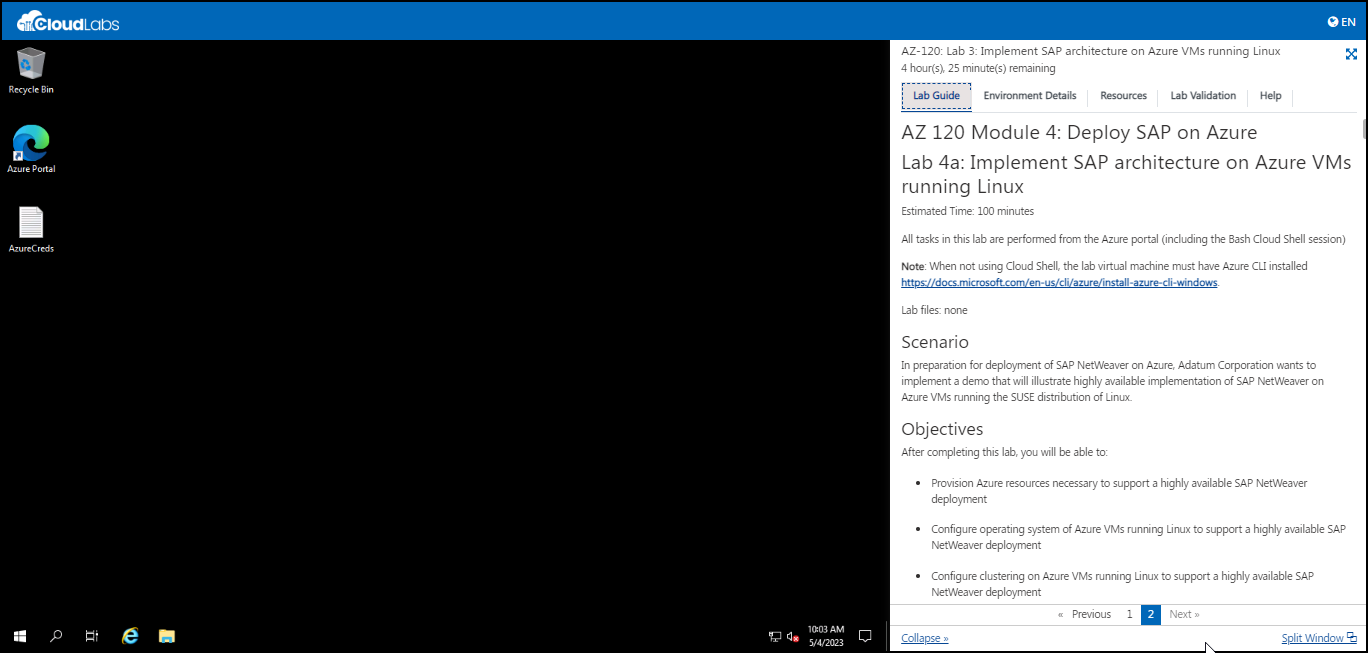 CloudLabs
EN
Recycle Bin
Azure Portal
AzureCreds
10:03 AM
5/4/2023
AZ-120: Lab 3: Implement SAP architecture on Azure VMs running Linux
4 hour(s), 25 minute(s) remaining
Lab Guide Environment Details Resources Lab Validation Help
AZ 120 Module 4: Deploy SAP on Azure
Lab 4a: Implement SAP architecture on Azure VMs
running Linux
Estimated Time: 100 minutes
All tasks in this lab are performed from the Azure portal (including the Bash Cloud Shell session)
Note: When not using Cloud Shell, the lab virtual machine must have Azure CLI installed
https://docs.microsoft.com/en-us/cli/azure/install-azure-cli-windows.
Lab files: none
Scenario
In preparation for deployment of SAP NetWeaver on Azure, Adatum Corporation wants to
implement a demo that will illustrate highly available implementation of SAP NetWeaver on
Azure VMs running the SUSE distribution of Linux.
Objectives
After completing this lab, you will be able to:
• Provision Azure resources necessary to support a highly available SAP NetWeaver
deployment
• Configure operating system of Azure VMs running Linux to support a highly available SAP
NetWeaver deployment
• Configure clustering on Azure VMs running Linux to support a highly available SAP
NetWeaver deployment
« Previous 1 2 Next »
Collapse » Split Window